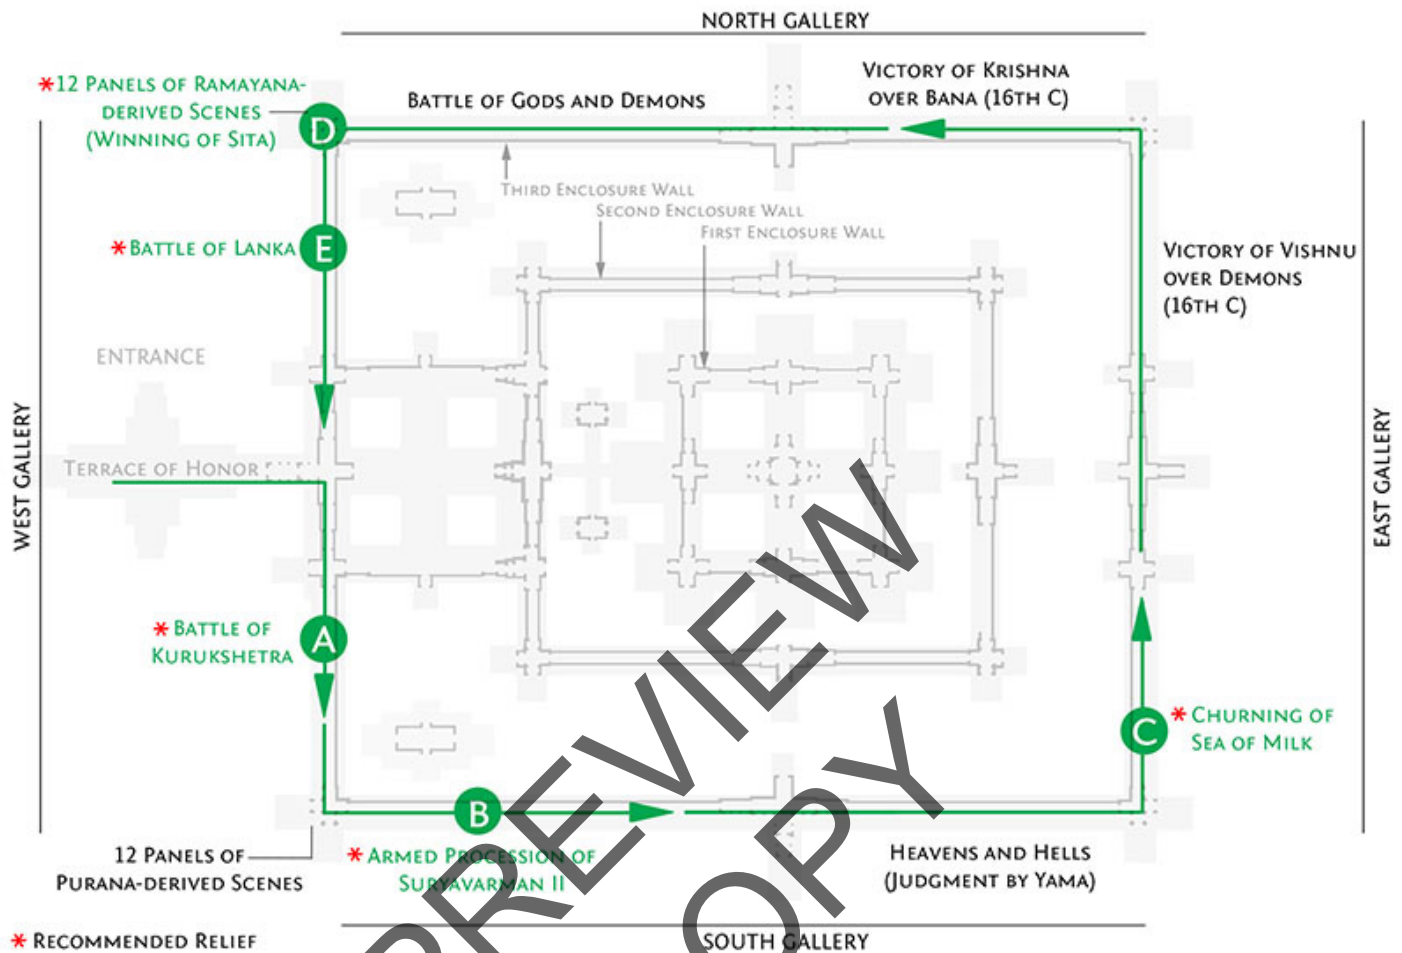 NORTH GALLERY
*12 PANELS OF RAMAYANA-
DERIVED SCENES
(WINNING OF SITA)
D
BATTLE OF GODS AND DEMONS
VICTORY OF KRISHNA
OVER BANA (16TH C)
THIRD ENCLOSURE WALL
SECOND ENCLOSURE WALL
FIRST ENCLOSURE WALL
*BATTLE OF LANKA
E
VICTORY OF VISHNU
OVER DEMONS
(16TH C)
ENTRANCE
TERRACE OF HONOR
WEST GALLERY
EAST GALLERY
* BATTLE OF
KURUKSHETRA
A
C
* CHURNING OF
SEA OF MILK
B
12 PANELS OF
PURANA-DERIVED SCENES
* ARMED PROCESSION OF
SURYAVARMAN II
HEAVENS AND HELLS
(JUDGMENT BY YAMA)
* RECOMMENDED RELIEF
SOUTH GALLERY
PREVIEW
OPY